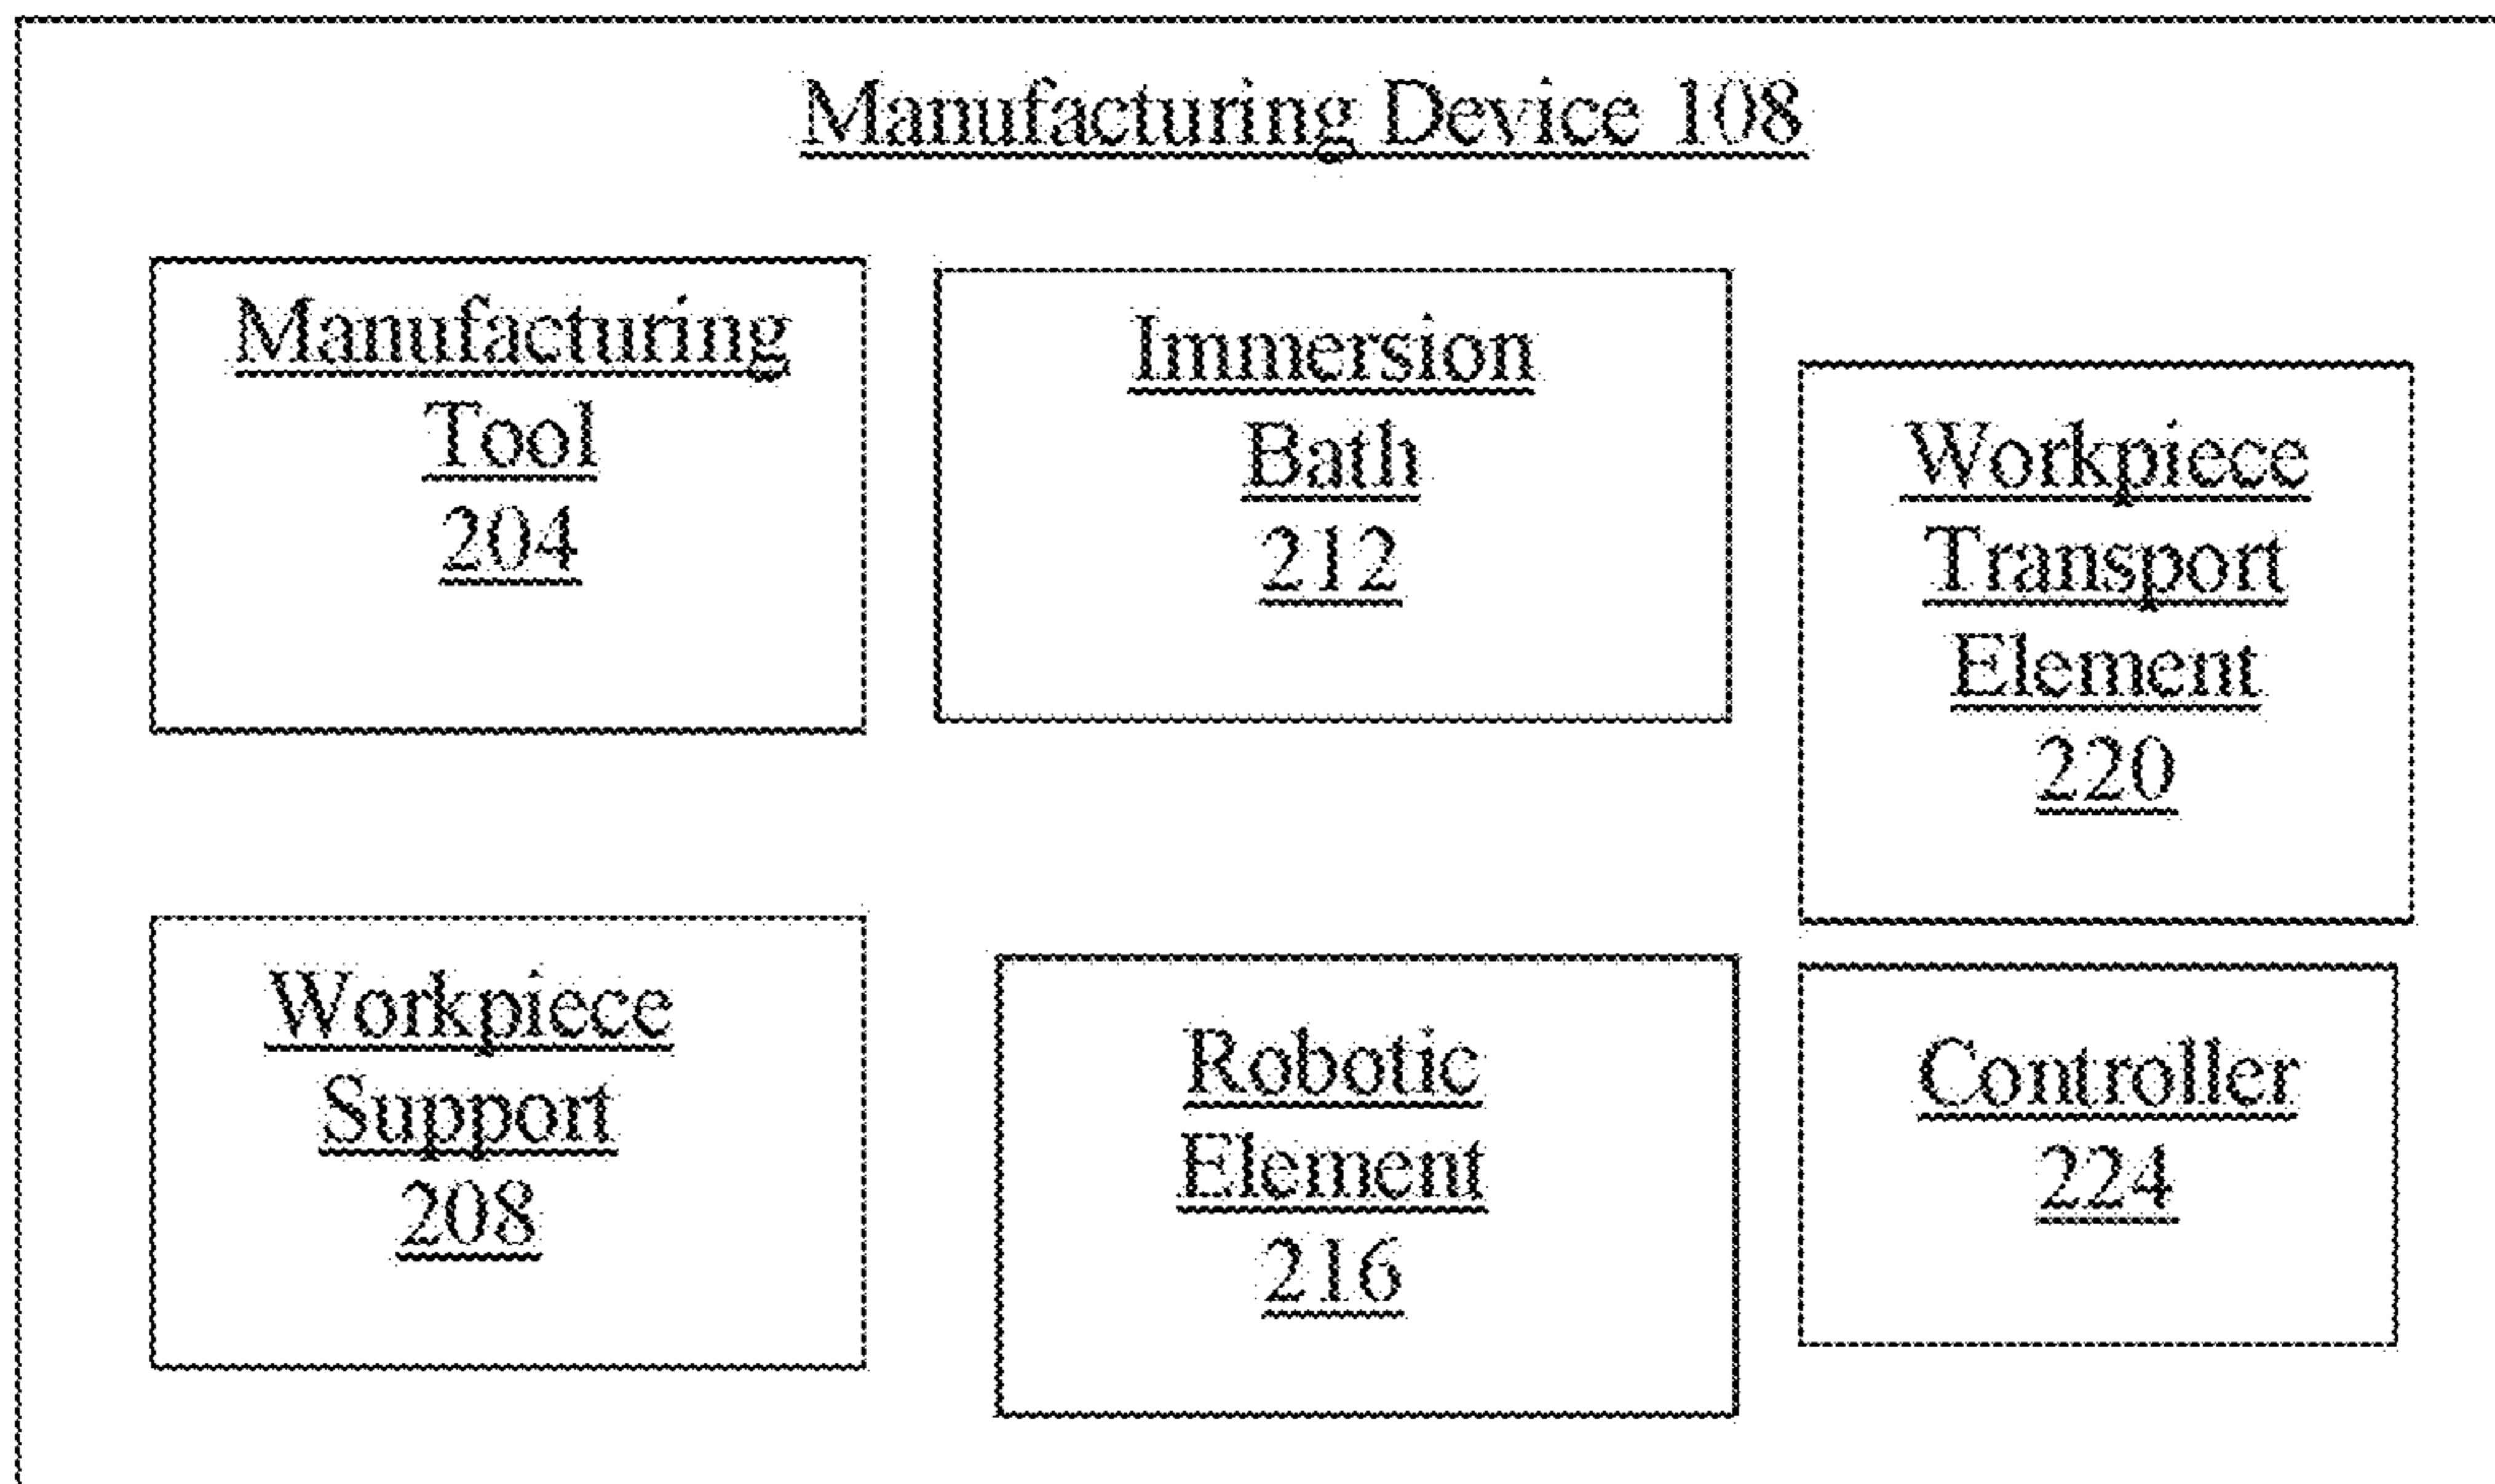 Manufacturing Device 108
Manufacturing
Tool
204
Immersion
Bath
212
Workpiece
Transport
Element
220
Workpiece
Support
208
Robotic
Element
216
Controller
224